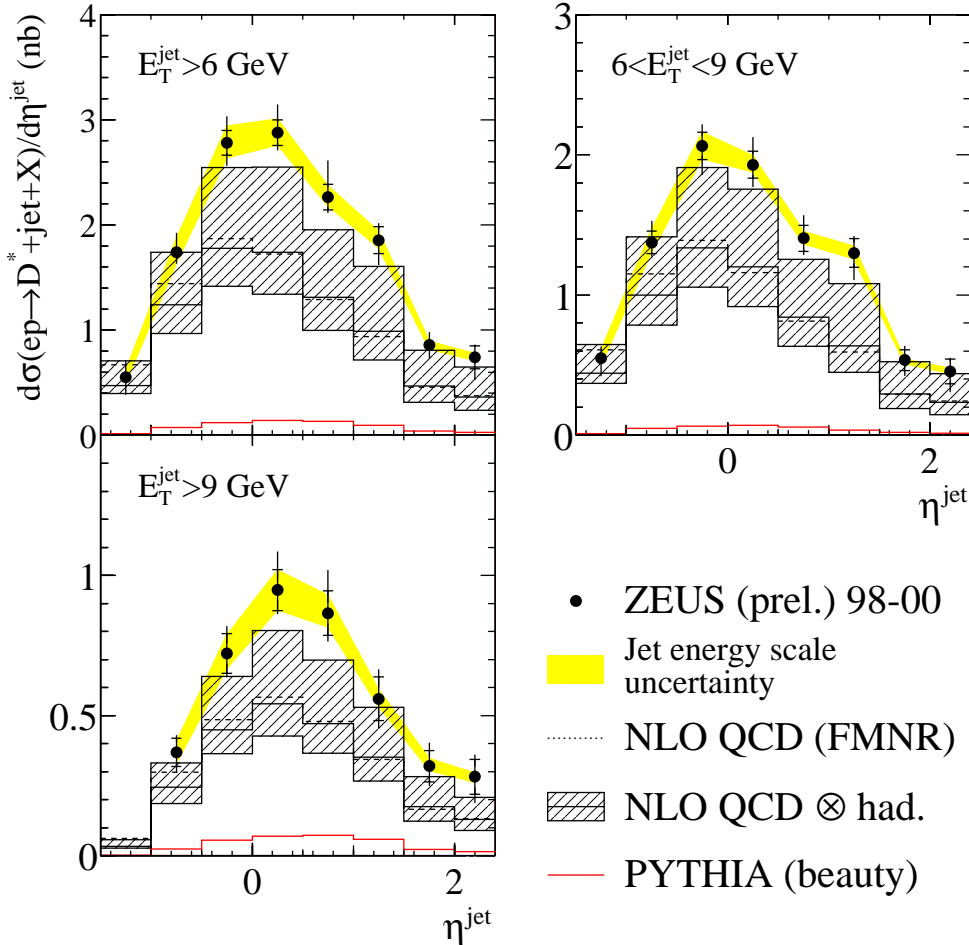 dσ(ep→D*+jet+X)/dη^jet (nb)
4
3
2
1
0
E_T^jet>6 GeV
3
2
1
0
6<E_T^jet<9 GeV
0 2
η^jet
1
0.5
0
E_T^jet>9 GeV
0 2
η^jet
ZEUS (prel.) 98-00
Jet energy scale
uncertainty
NLO QCD (FMNR)
NLO QCD ⊗ had.
PYTHIA (beauty)